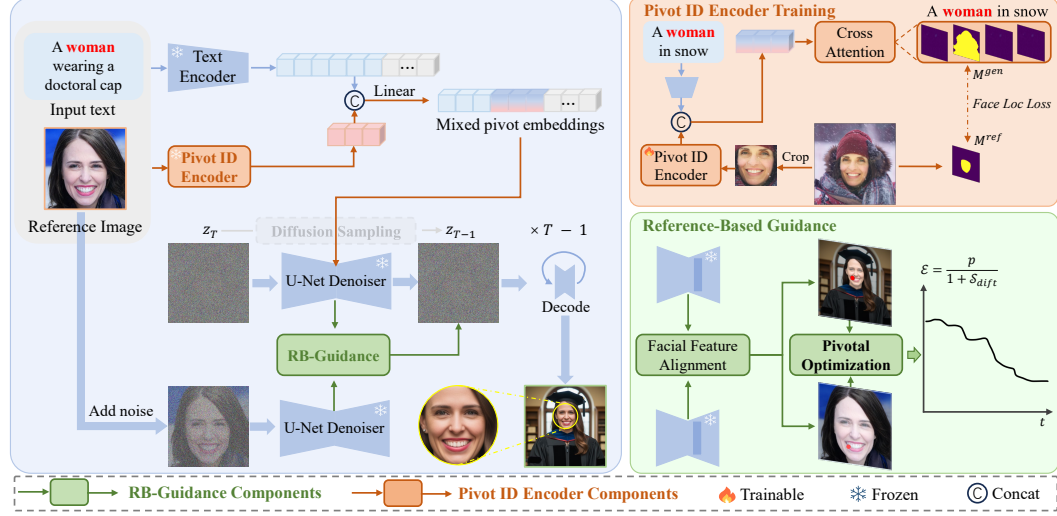 A woman
wearing a
doctoral cap
Input text
Reference Image
Text
Encoder
...
C
Linear
Pivot ID
Encoder
...
Mixed pivot embeddings
z_T
Diffusion Sampling
z_{T-1}
× T − 1
U-Net Denoiser
Decode
RB-Guidance
Add noise
U-Net Denoiser
Pivot ID Encoder Training
A woman
in snow
C
Pivot ID
Encoder
Crop
Cross
Attention
A woman in snow
M^{gen}
Face Loc Loss
M^{ref}
Reference-Based Guidance
Facial Feature
Alignment
Pivotal
Optimization
ℰ = p / (1 + 𝒮_{dift})
t
RB-Guidance Components
Pivot ID Encoder Components
Trainable
Frozen
C Concat